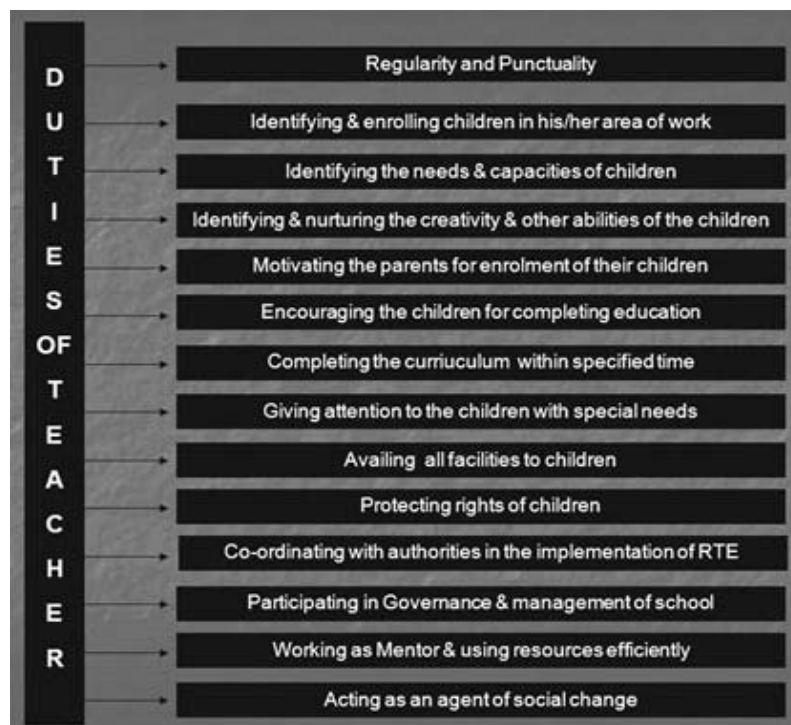 DUTIES OF TEACHER
Regularity and Punctuality
Identifying & enrolling children in his/her area of work
Identifying the needs & capacities of children
Identifying & nurturing the creativity & other abilities of the children
Motivating the parents for enrolment of their children
Encouraging the children for completing education
Completing the curriuculum within specified time
Giving attention to the children with special needs
Availing all facilities to children
Protecting rights of children
Co-ordinating with authorities in the implementation of RTE
Participating in Governance & management of school
Working as Mentor & using resources efficiently
Acting as an agent of social change